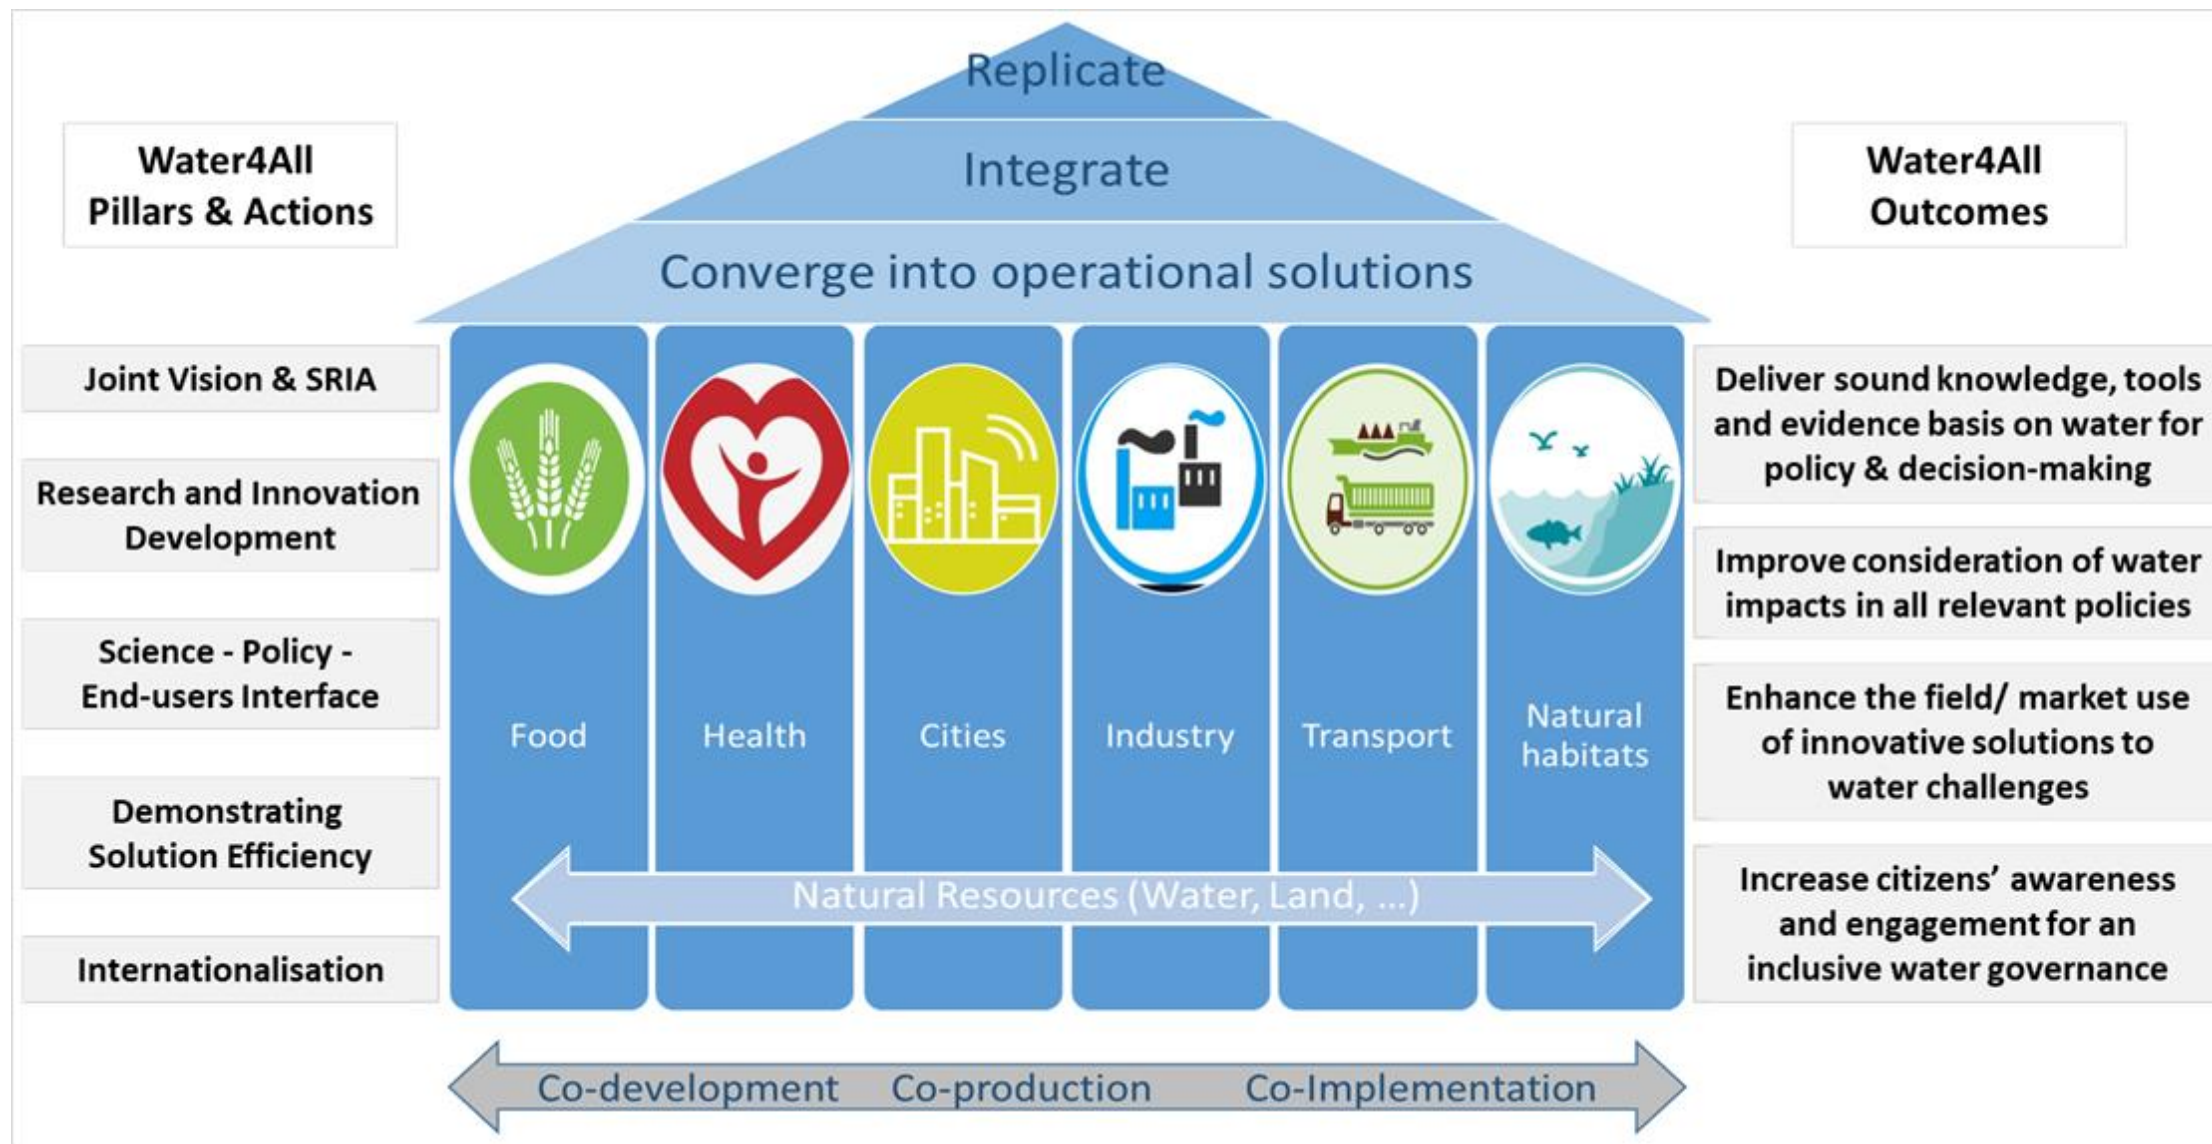 Replicate
Integrate
Converge into operational solutions
Water4All
Pillars & Actions
Joint Vision & SRIA
Research and Innovation
Development
Science - Policy -
End-users Interface
Demonstrating
Solution Efficiency
Internationalisation
Food
Health
Cities
Industry
Transport
Natural
habitats
Natural Resources (Water, Land, ...)
Co-development
Co-production
Co-Implementation
Water4All
Outcomes
Deliver sound knowledge, tools
and evidence basis on water for
policy & decision-making
Improve consideration of water
impacts in all relevant policies
Enhance the field/ market use
of innovative solutions to
water challenges
Increase citizens’ awareness
and engagement for an
inclusive water governance